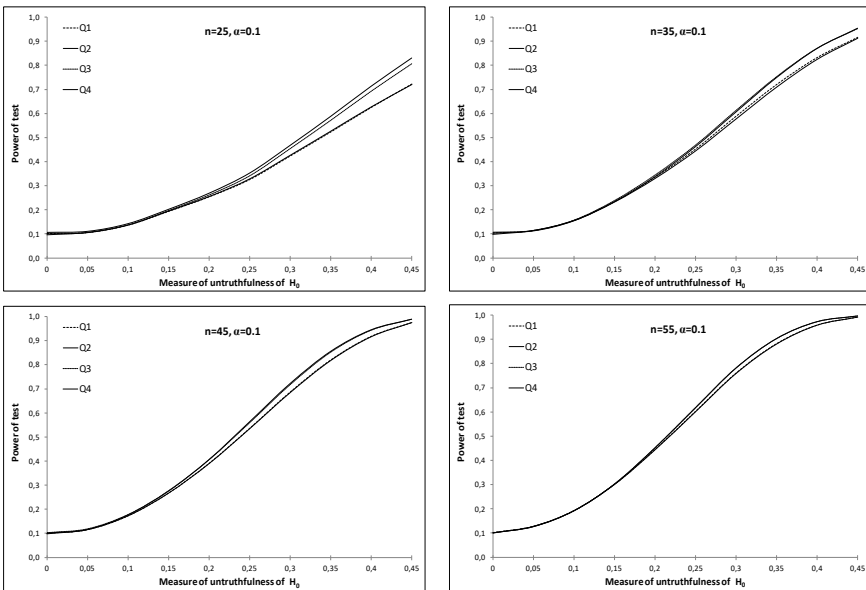 n=25, α=0.1
Q1
Q2
Q3
Q4
Power of test
1,0
0,9
0,8
0,7
0,6
0,5
0,4
0,3
0,2
0,1
0,0
0 0,05 0,1 0,15 0,2 0,25 0,3 0,35 0,4 0,45
Measure of untruthfulness of H₀
n=35, α=0.1
Q1
Q2
Q3
Q4
Power of test
1,0
0,9
0,8
0,7
0,6
0,5
0,4
0,3
0,2
0,1
0,0
0 0,05 0,1 0,15 0,2 0,25 0,3 0,35 0,4 0,45
Measure of untruthfulness of H₀
n=45, α=0.1
Q1
Q2
Q3
Q4
Power of test
1,0
0,9
0,8
0,7
0,6
0,5
0,4
0,3
0,2
0,1
0,0
0 0,05 0,1 0,15 0,2 0,25 0,3 0,35 0,4 0,45
Measure of untruthfulness of H₀
n=55, α=0.1
Q1
Q2
Q3
Q4
Power of test
1,0
0,9
0,8
0,7
0,6
0,5
0,4
0,3
0,2
0,1
0,0
0 0,05 0,1 0,15 0,2 0,25 0,3 0,35 0,4 0,45
Measure of untruthfulness of H₀